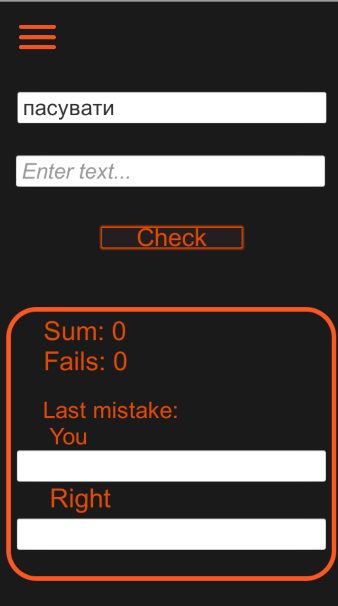 пасувати
Enter text...
Check
Sum: 0
Fails: 0
Last mistake:
You
Right